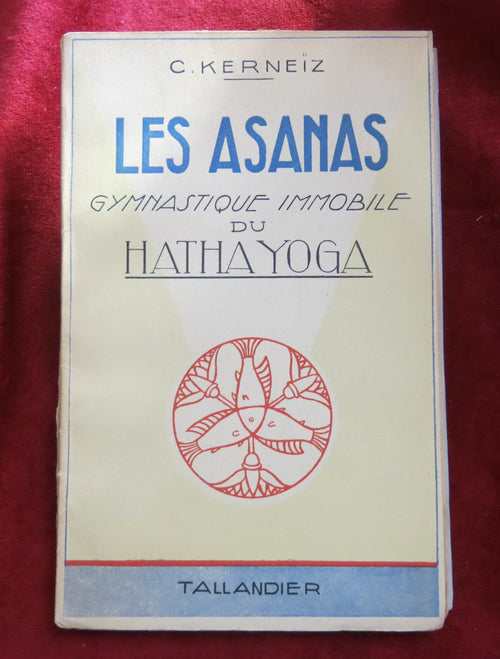 C. KERNEÏZ
LES ASANAS
GYMNASTIQUE IMMOBILE
DU
HATHA YOGA
TALLANDIER